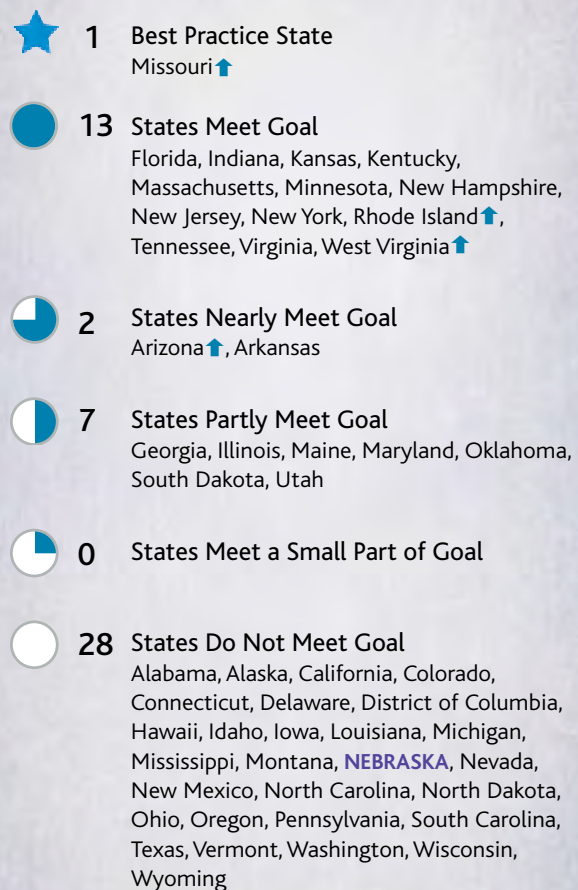 1 Best Practice State
Missouri⬆
13 States Meet Goal
Florida, Indiana, Kansas, Kentucky,
Massachusetts, Minnesota, New Hampshire,
New Jersey, New York, Rhode Island⬆,
Tennessee, Virginia, West Virginia⬆
2 States Nearly Meet Goal
Arizona⬆, Arkansas
7 States Partly Meet Goal
Georgia, Illinois, Maine, Maryland, Oklahoma,
South Dakota, Utah
0 States Meet a Small Part of Goal
28 States Do Not Meet Goal
Alabama, Alaska, California, Colorado,
Connecticut, Delaware, District of Columbia,
Hawaii, Idaho, Iowa, Louisiana, Michigan,
Mississippi, Montana, NEBRASKA, Nevada,
New Mexico, North Carolina, North Dakota,
Ohio, Oregon, Pennsylvania, South Carolina,
Texas, Vermont, Washington, Wisconsin,
Wyoming